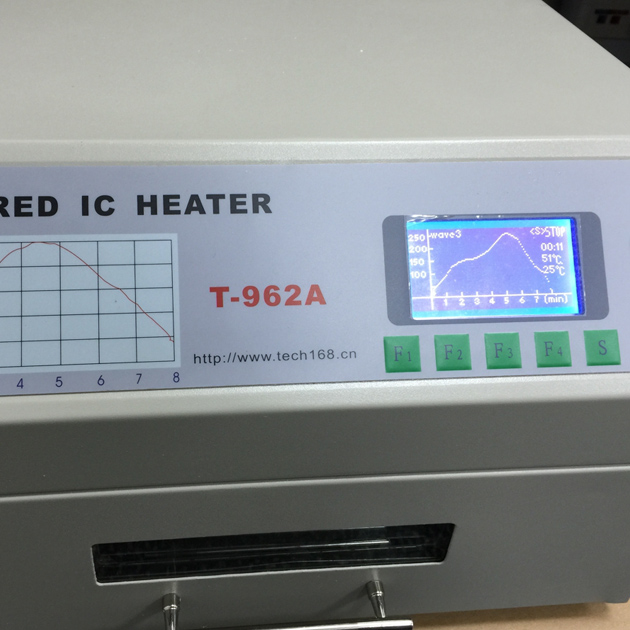 RED IC HEATER
T-962A
http://www.tech168.cn
4 5 6 7 8
wave3
<S>STOP
250
200
150
100
00:11
51℃
25℃
1 2 3 4 5 6 7 (min)
F1 F2 F3 F4 S